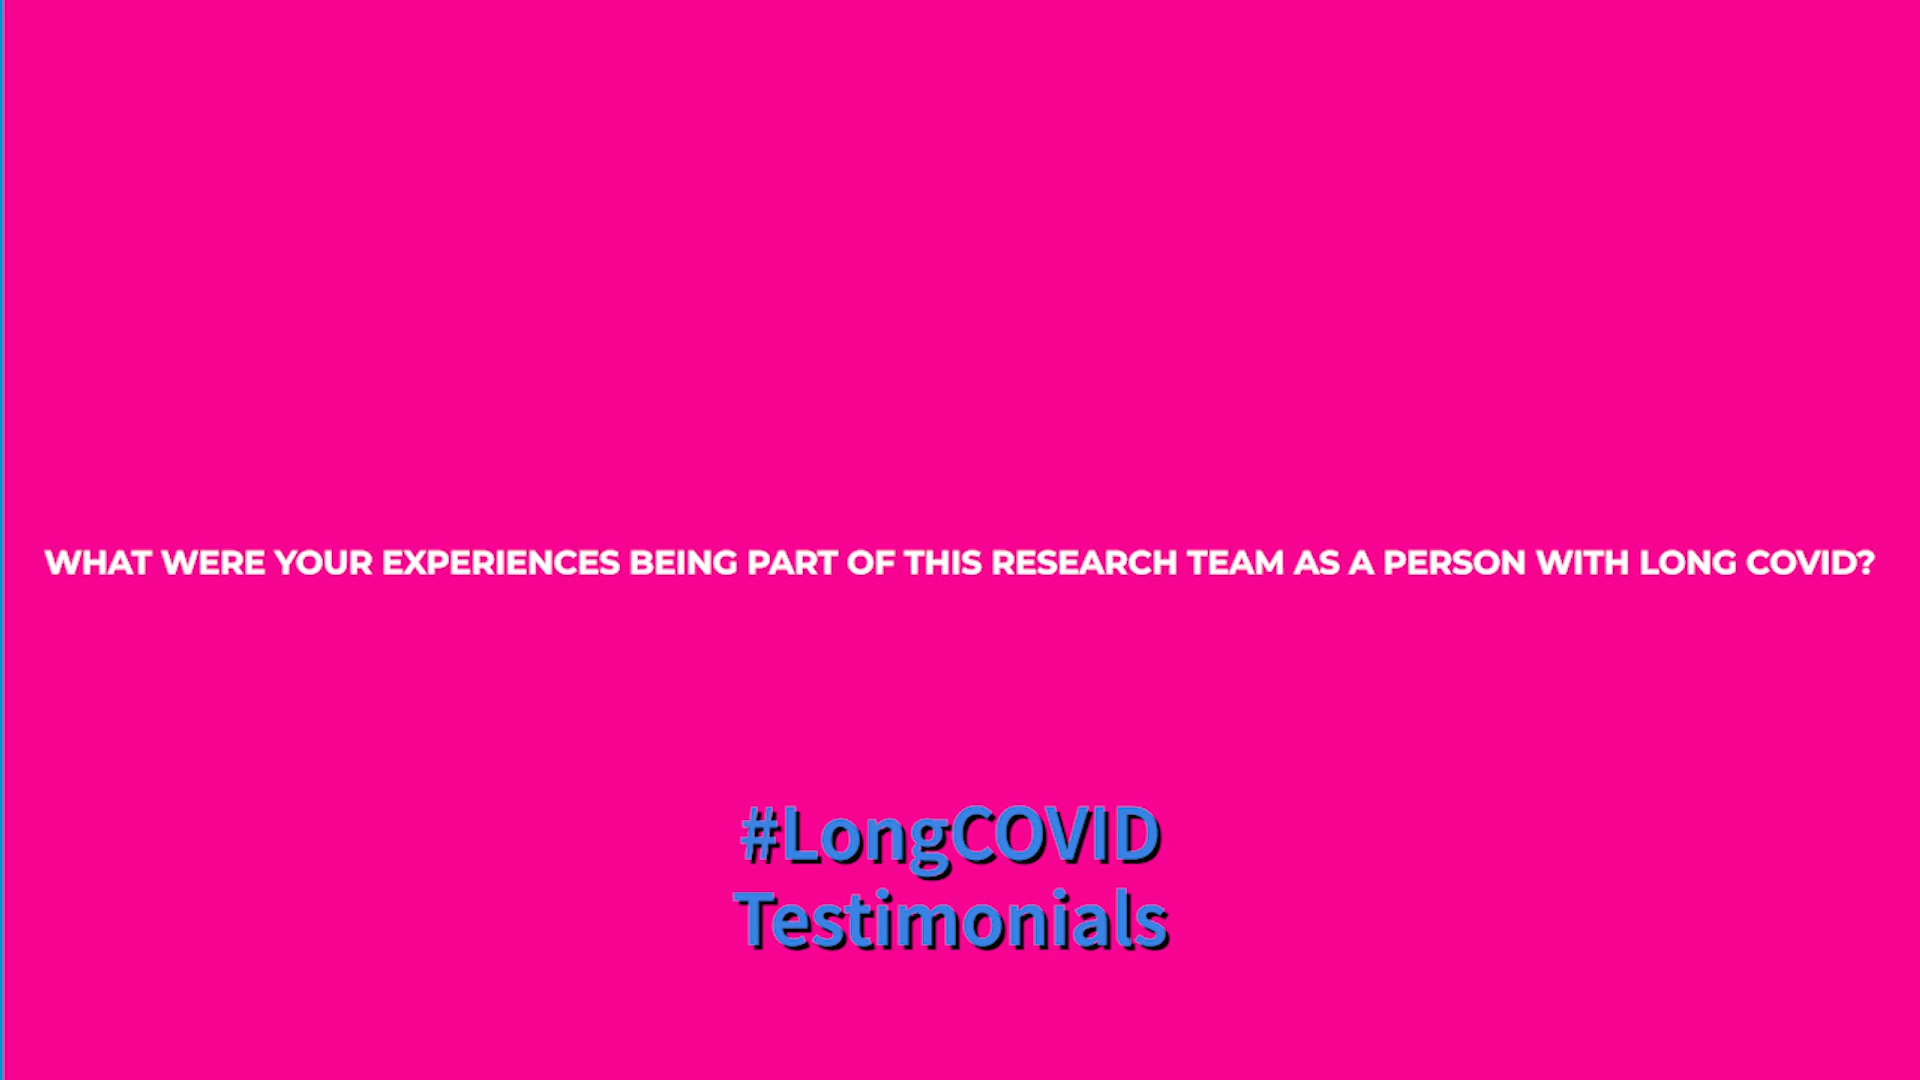 WHAT WERE YOUR EXPERIENCES BEING PART OF THIS RESEARCH TEAM AS A PERSON WITH LONG COVID?
#LongCOVID
Testimonials